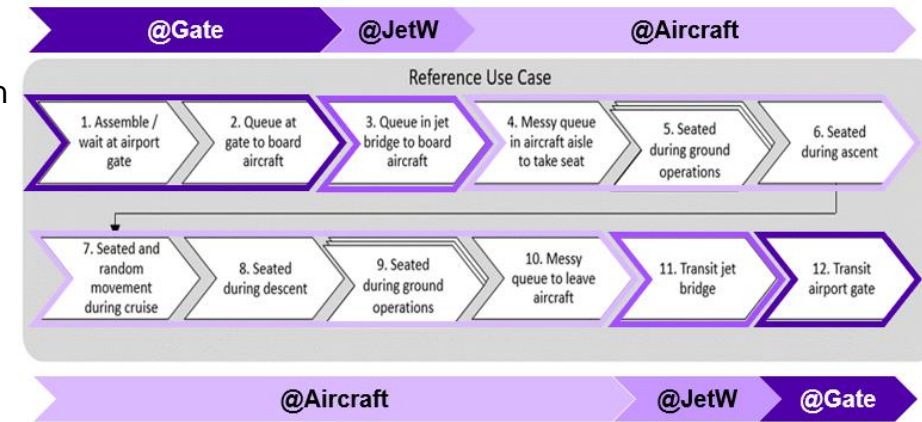 @Gate @JetW @Aircraft
n
Reference Use Case
1. Assemble /
wait at airport
gate
2. Queue at
gate to board
aircraft
3. Queue in jet
bridge to board
aircraft
4. Messy queue
in aircraft aisle
to take seat
5. Seated
during ground
operations
6. Seated
during ascent
7. Seated and
random
movement
during cruise
8. Seated
during descent
9. Seated
during ground
operations
10. Messy
queue to leave
aircraft
11. Transit jet
bridge
12. Transit
airport gate
@Aircraft @JetW @Gate